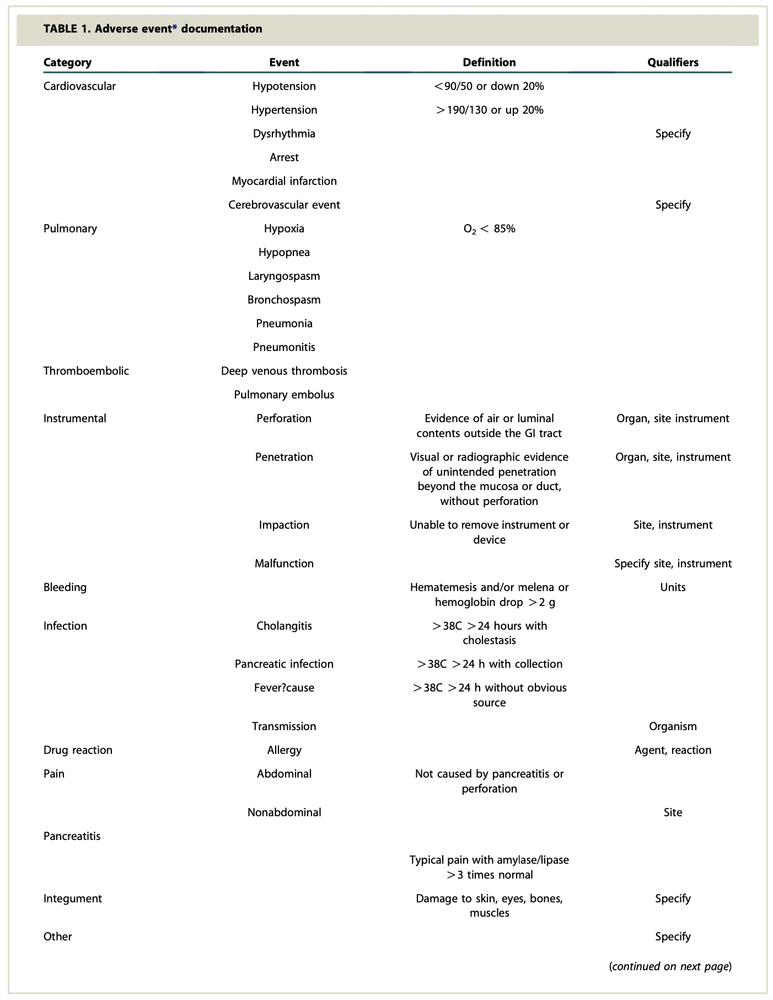 TABLE 1. Adverse event* documentation
Category Event Definition Qualifiers
Cardiovascular Hypotension <90/50 or down 20%
Hypertension >190/130 or up 20%
Dysrhythmia Specify
Arrest
Myocardial infarction
Cerebrovascular event Specify
Pulmonary Hypoxia O₂ < 85%
Hypopnea
Laryngospasm
Bronchospasm
Pneumonia
Pneumonitis
Thromboembolic Deep venous thrombosis
Pulmonary embolus
Instrumental Perforation Evidence of air or luminal Organ, site instrument
contents outside the GI tract
Penetration Visual or radiographic evidence Organ, site, instrument
of unintended penetration
beyond the mucosa or duct,
without perforation
Impaction Unable to remove instrument or Site, instrument
device
Malfunction Specify site, instrument
Bleeding Hematemesis and/or melena or Units
hemoglobin drop >2 g
Infection Cholangitis >38C >24 hours with
cholestasis
Pancreatic infection >38C >24 h with collection
Fever?cause >38C >24 h without obvious
source
Transmission Organism
Drug reaction Allergy Agent, reaction
Pain Abdominal Not caused by pancreatitis or
perforation
Nonabdominal Site
Pancreatitis
Typical pain with amylase/lipase
>3 times normal
Integument Damage to skin, eyes, bones, Specify
muscles
Other Specify
(continued on next page)